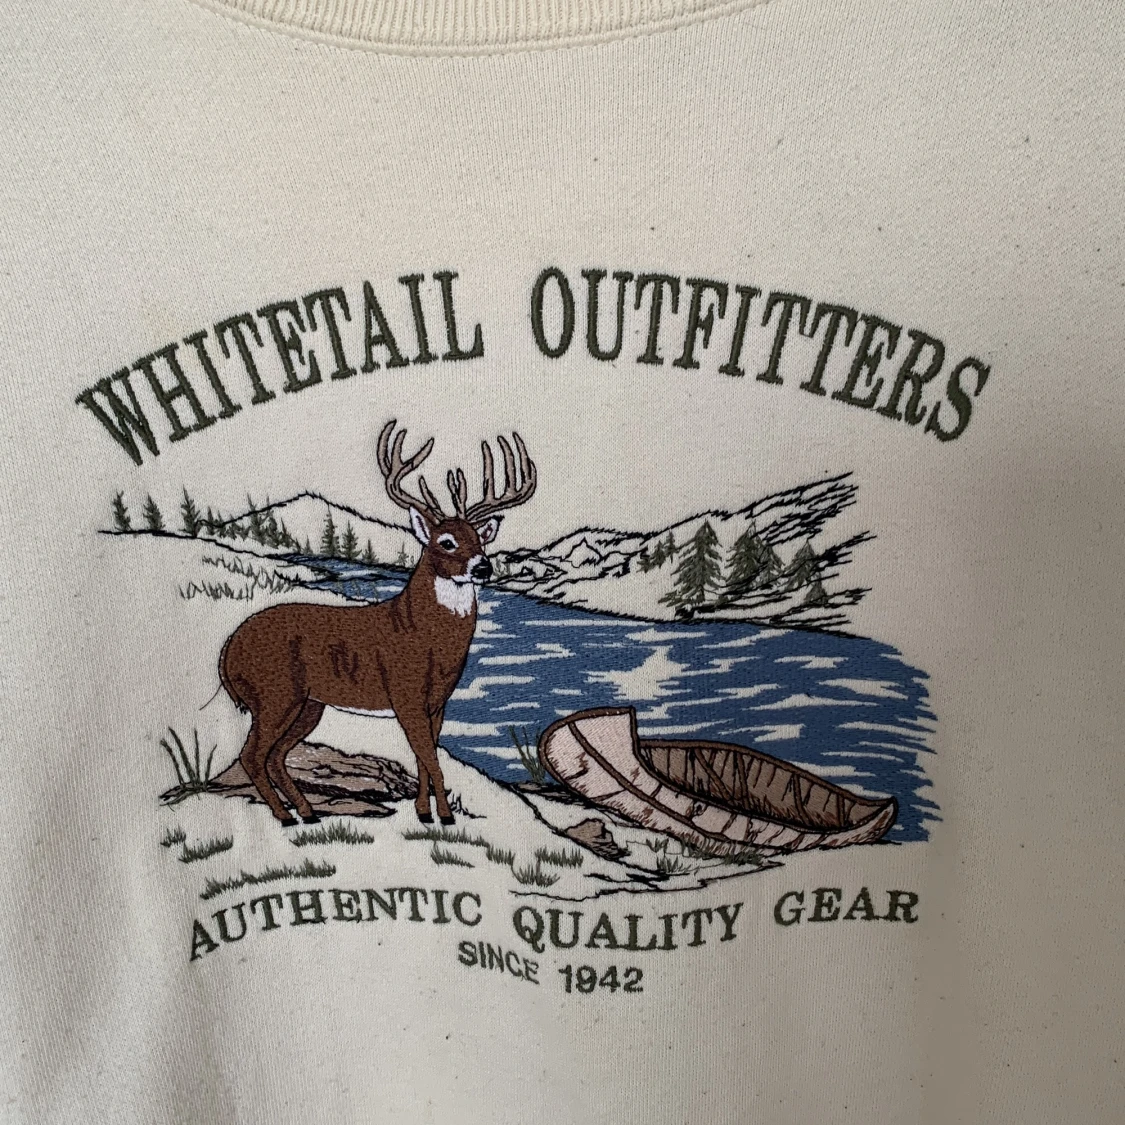 WHITETAIL OUTFITTERS
AUTHENTIC QUALITY GEAR
SINCE 1942